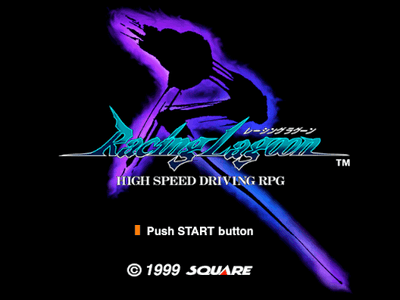 レーシングラグーン
Racing Lagoon
TM
HIGH SPEED DRIVING RPG
Push START button
© 1999 SQUARE